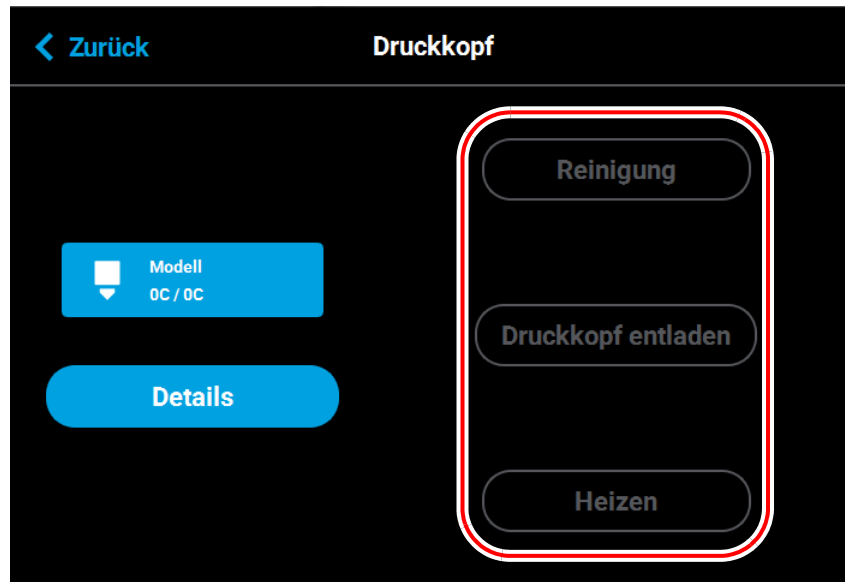 Zurück
Druckkopf
Reinigung
Modell
0C / 0C
Druckkopf entladen
Details
Heizen